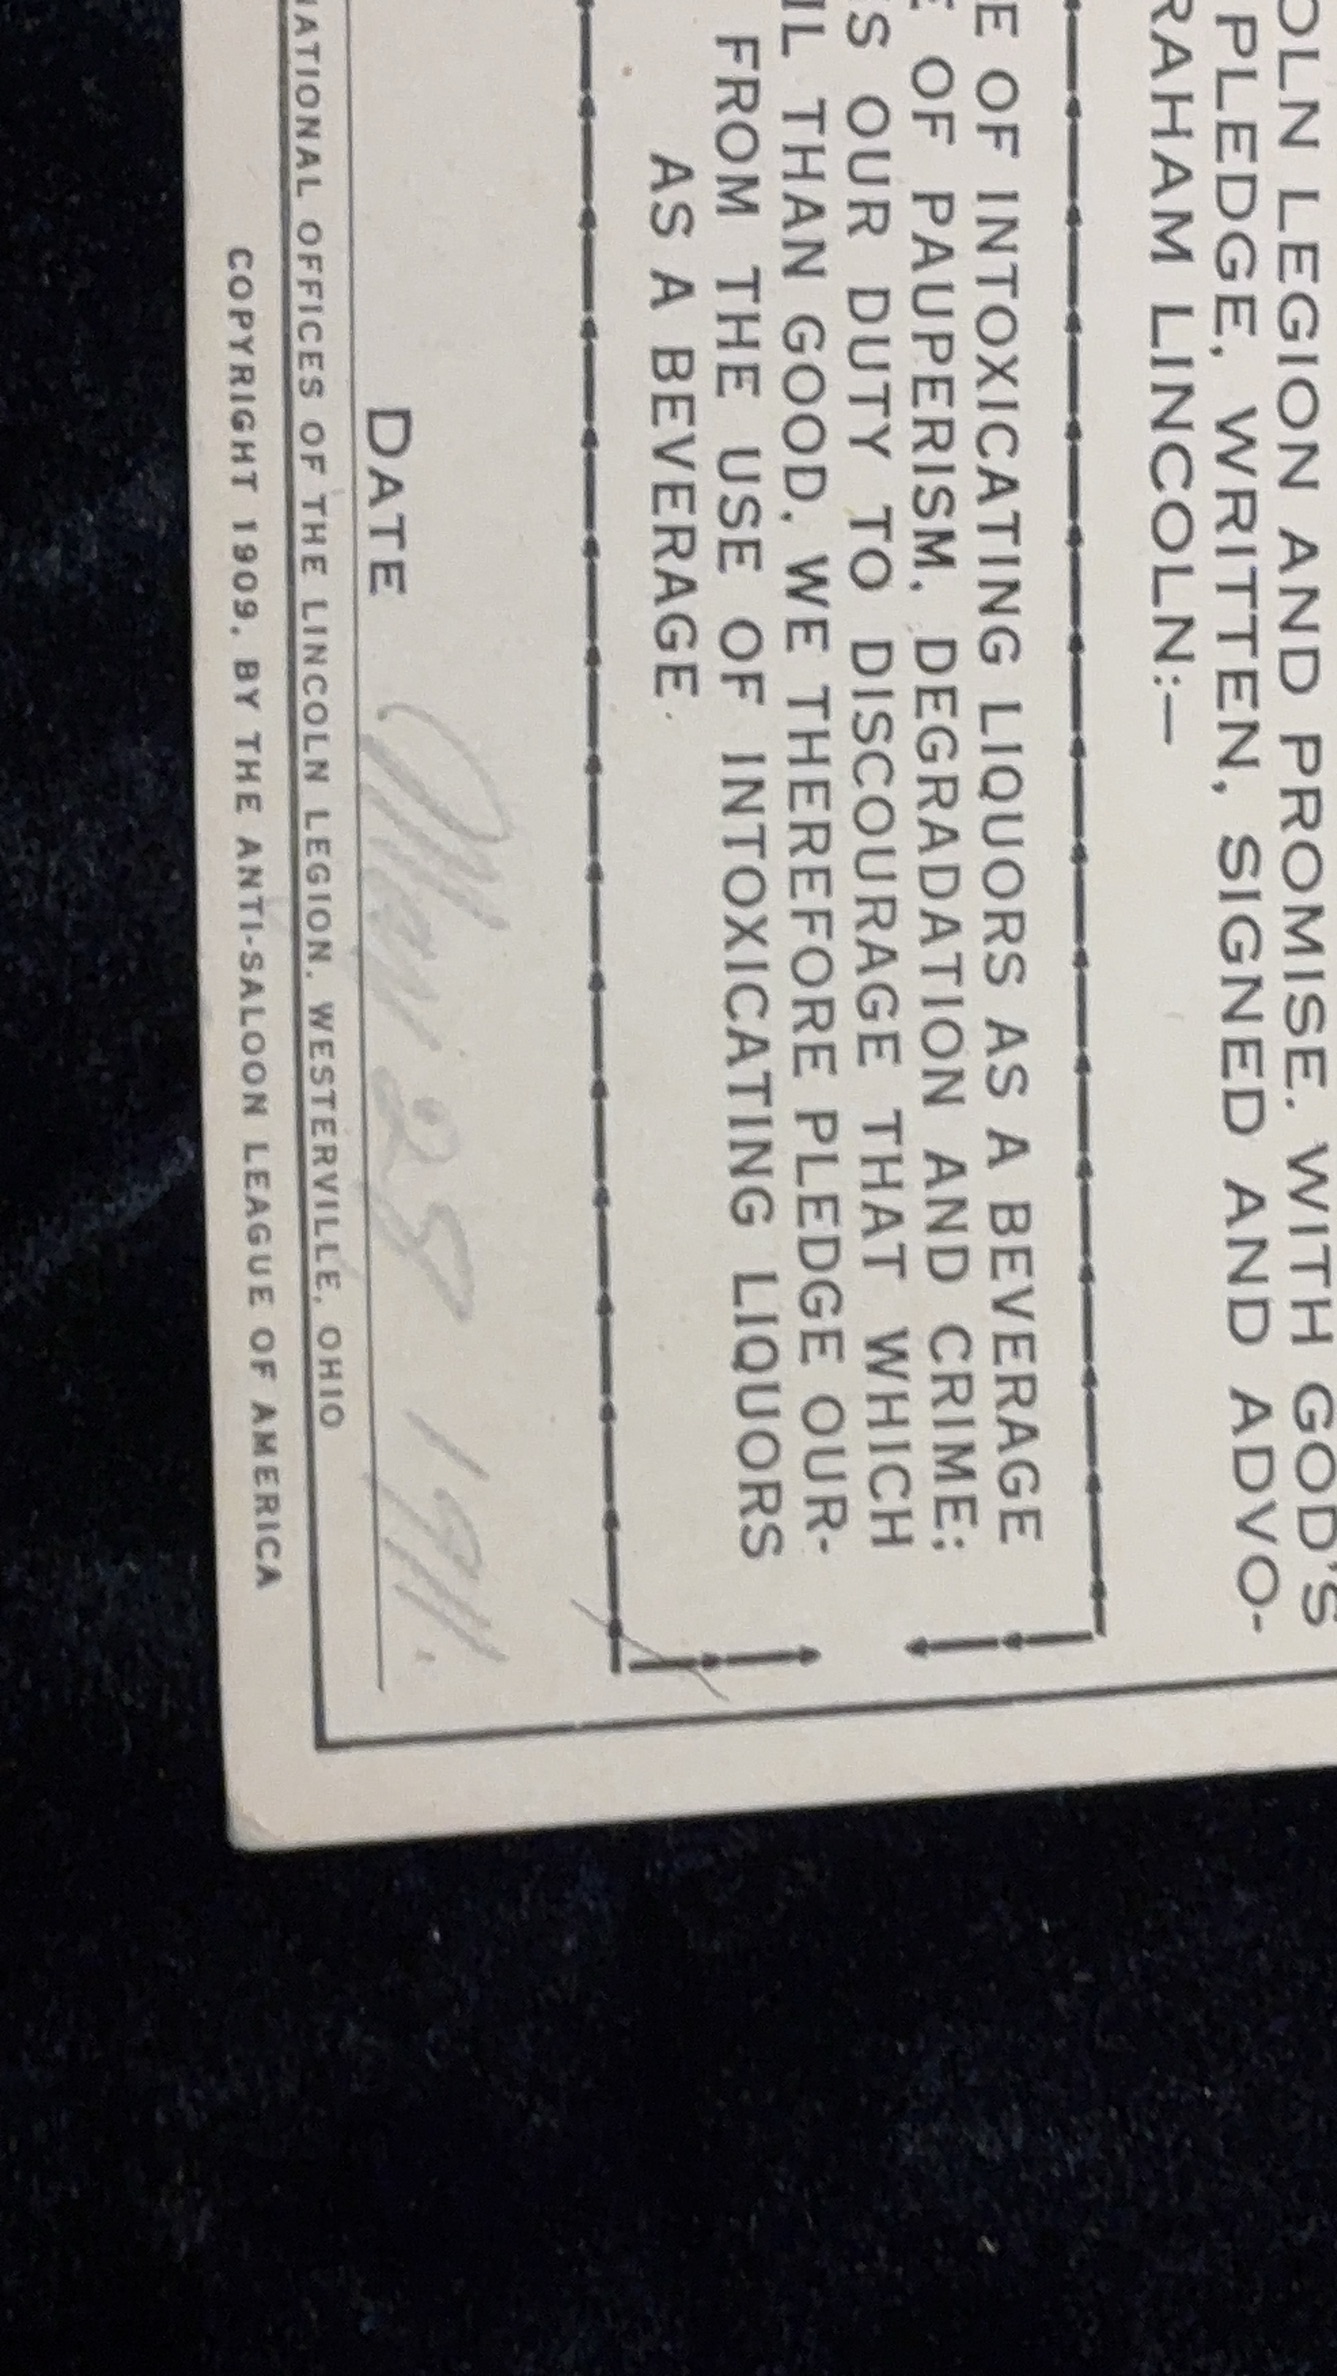 OLN LEGION AND PROMISE, WITH GOD'S
PLEDGE, WRITTEN, SIGNED AND ADVO-
RAHAM LINCOLN:—
E OF INTOXICATING LIQUORS AS A BEVERAGE
E OF PAUPERISM, DEGRADATION AND CRIME;
S OUR DUTY TO DISCOURAGE THAT WHICH
IL THAN GOOD, WE THEREFORE PLEDGE OUR-
FROM THE USE OF INTOXICATING LIQUORS
AS A BEVERAGE.
DATE Mar 28 1911.
NATIONAL OFFICES OF THE LINCOLN LEGION, WESTERVILLE, OHIO
COPYRIGHT 1909, BY THE ANTI-SALOON LEAGUE OF AMERICA